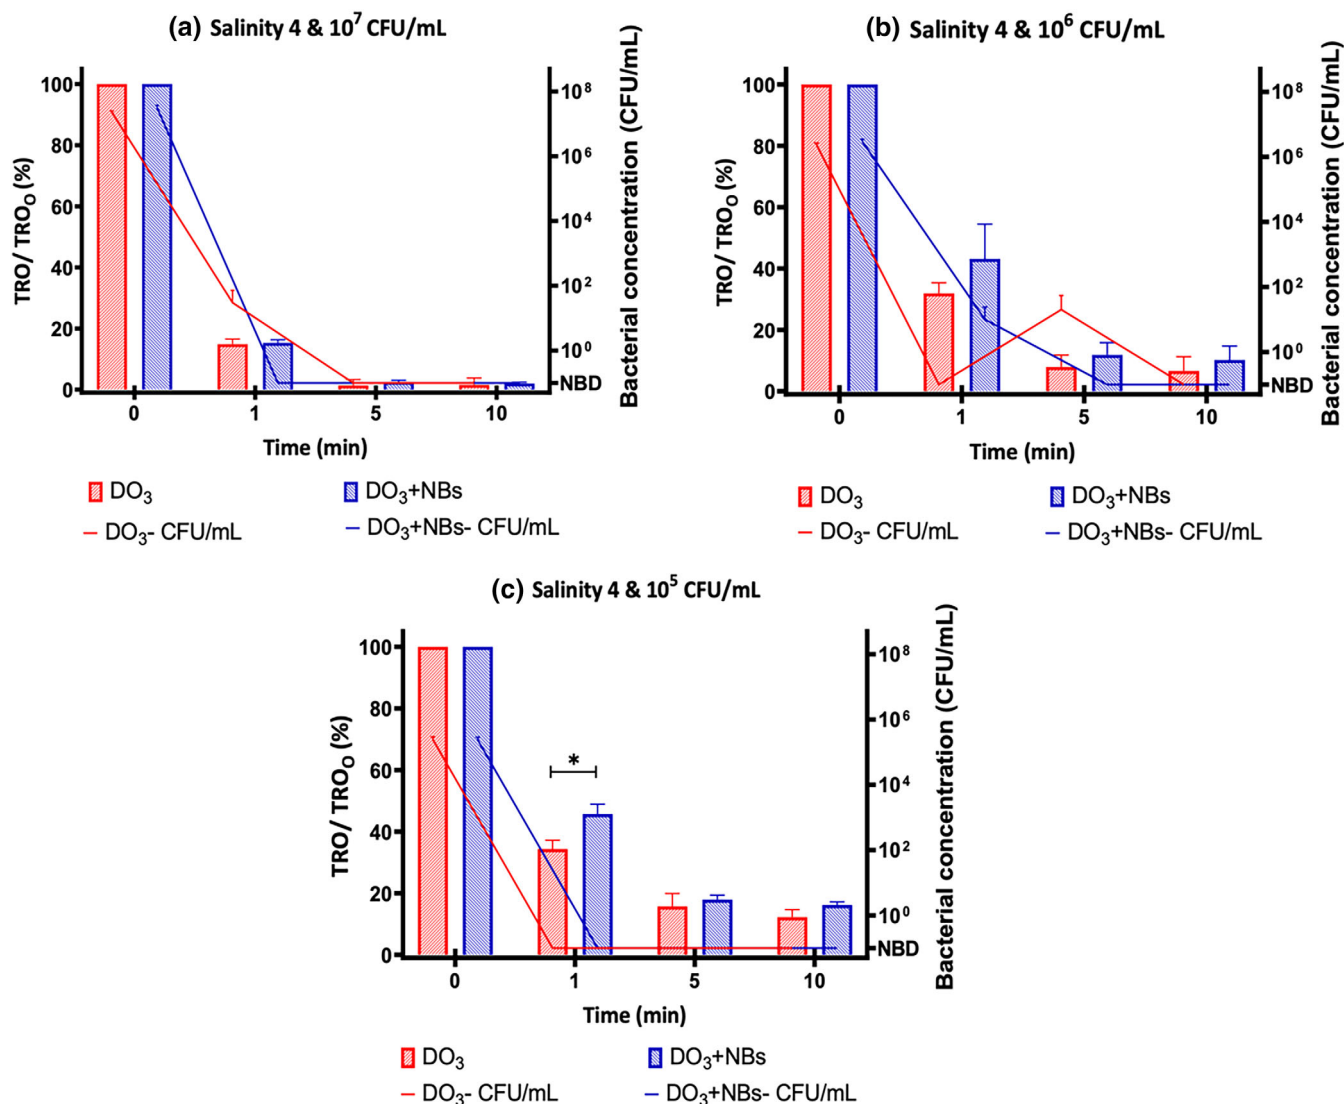 (a) Salinity 4 & 10⁷ CFU/mL
TRO/ TRO₀ (%)
100
80
60
40
20
0
10⁸
10⁶
10⁴
10²
10⁰
NBD
Bacterial concentration (CFU/mL)
0 1 5 10
Time (min)
DO₃ DO₃+NBs
DO₃- CFU/mL DO₃+NBs- CFU/mL
(b) Salinity 4 & 10⁶ CFU/mL
TRO/ TRO₀ (%)
100
80
60
40
20
0
10⁸
10⁶
10⁴
10²
10⁰
NBD
Bacterial concentration (CFU/mL)
0 1 5 10
Time (min)
DO₃ DO₃+NBs
DO₃- CFU/mL DO₃+NBs- CFU/mL
(c) Salinity 4 & 10⁵ CFU/mL
TRO/ TRO₀ (%)
100
80
60
40
20
0
*
10⁸
10⁶
10⁴
10²
10⁰
NBD
Bacterial concentration (CFU/mL)
0 1 5 10
Time (min)
DO₃ DO₃+NBs
DO₃- CFU/mL DO₃+NBs- CFU/mL